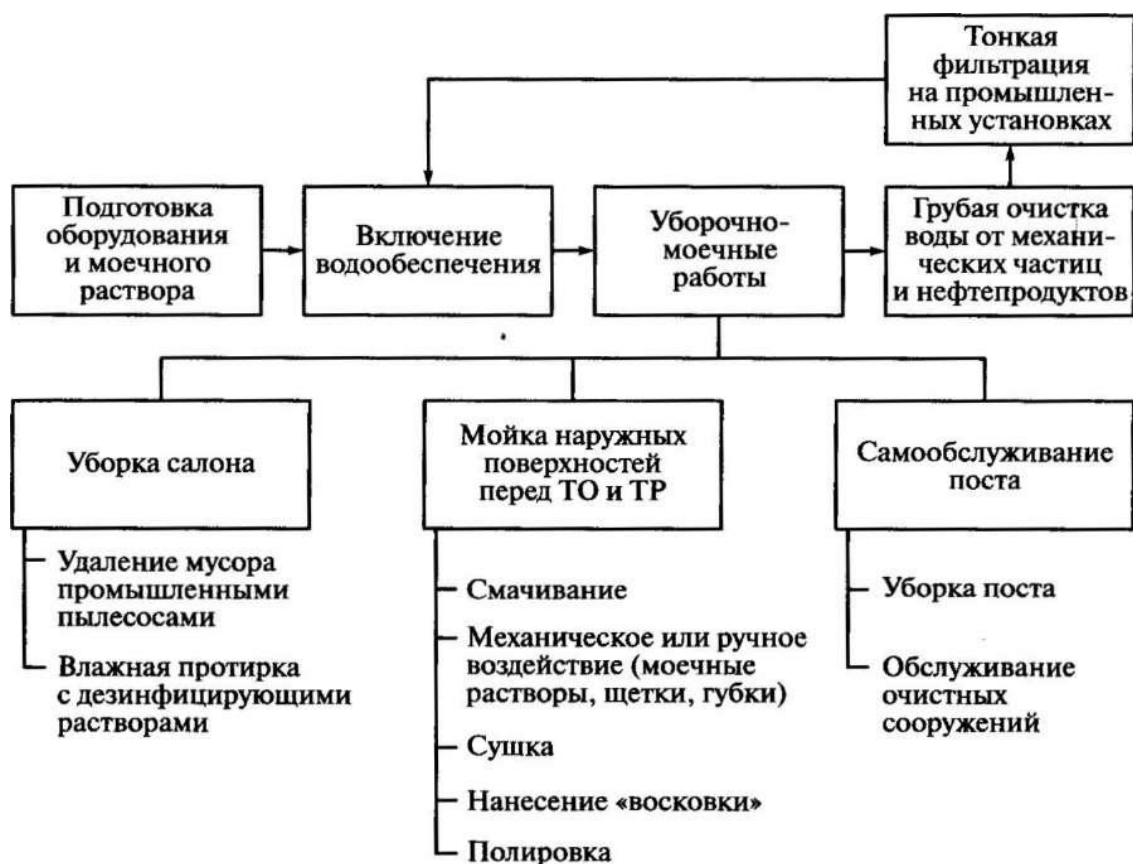 Тонкая
фильтрация
на промышлен-
ных установках
Подготовка
оборудования
и моечного
раствора
Включение
водообеспечения
Уборочно-
моечные
работы
Грубая очистка
воды от механи-
ческих частиц
и нефтепродуктов
Уборка салона
Удаление мусора
промышленными
пылесосами
Влажная протирка
с дезинфицирующими
растворами
Мойка наружных
поверхностей
перед ТО и ТР
Смачивание
Механическое или ручное
воздействие (моечные
растворы, щетки, губки)
Сушка
Нанесение «восковки»
Полировка
Самообслуживание
поста
Уборка поста
Обслуживание
очистных
сооружений